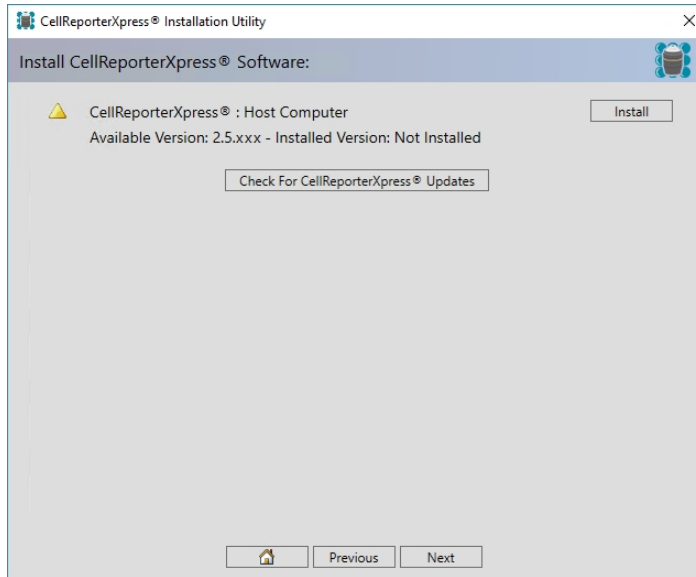 CellReporterXpress® Installation Utility
Install CellReporterXpress® Software:
CellReporterXpress® : Host Computer
Install
Available Version: 2.5.xxx - Installed Version: Not Installed
Check For CellReporterXpress® Updates
Previous
Next